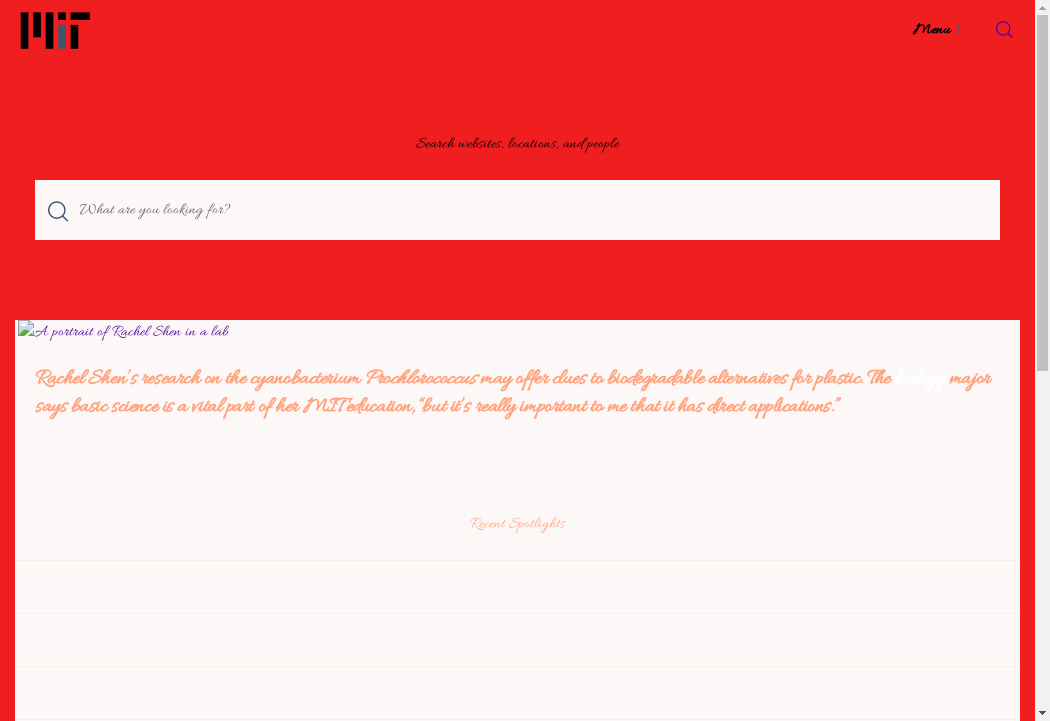 MIT
Menu ↓
Search websites, locations, and people
What are you looking for?
A portrait of Rachel Shen in a lab
Rachel Shen’s research on the cyanobacterium Prochlorococcus may offer clues to biodegradable alternatives for plastic. The biology major
says basic science is a vital part of her MIT education, “but it’s really important to me that it has direct applications.”
Recent Spotlights